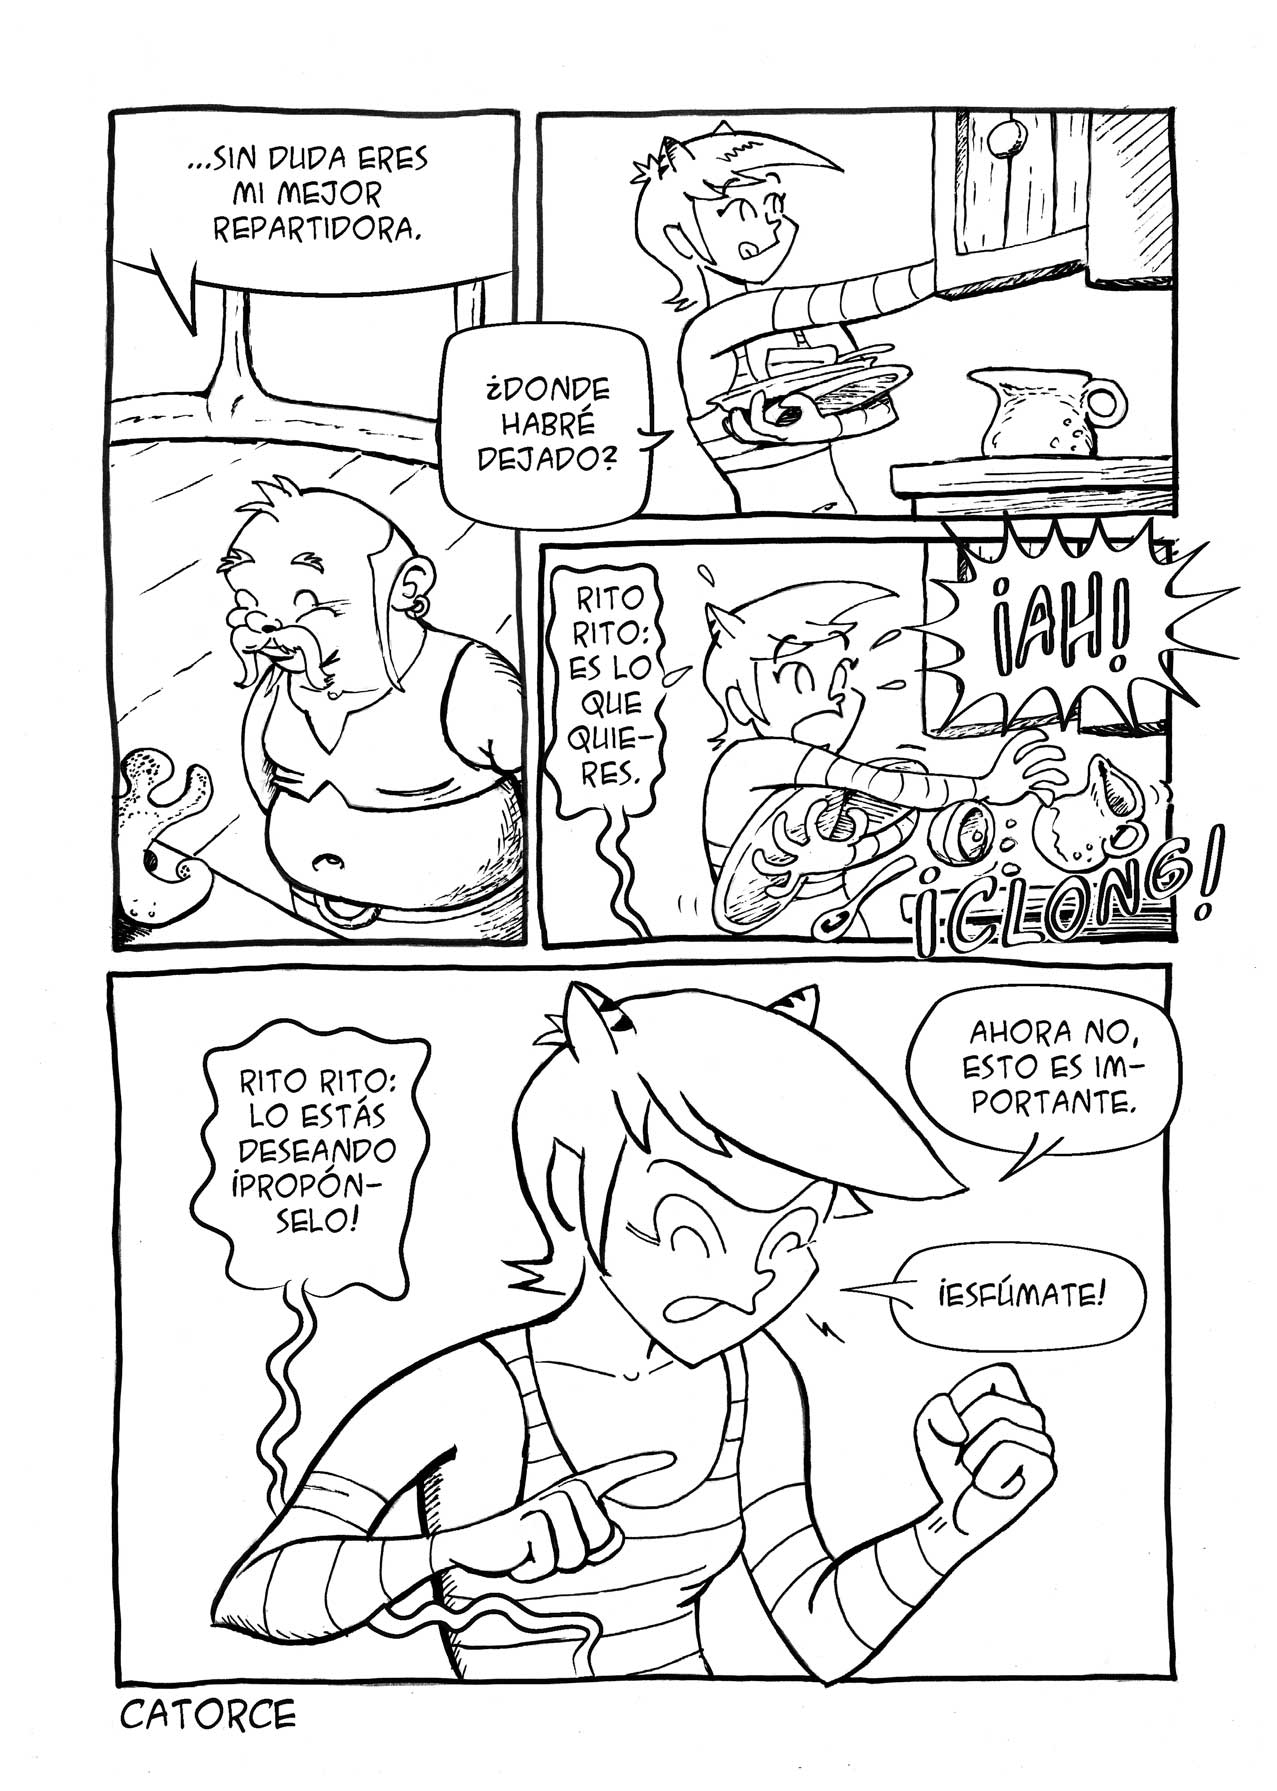 ...SIN DUDA ERES
MI MEJOR
REPARTIDORA.
¿DONDE
HABRÉ
DEJADO?
RITO
RITO:
ES LO
QUE
QUIE-
RES.
¡AH!
¡CLONG!
RITO RITO:
LO ESTÁS
DESEANDO
¡PROPÓN-
SELO!
AHORA NO,
ESTO ES IM-
PORTANTE.
¡ESFÚMATE!
CATORCE